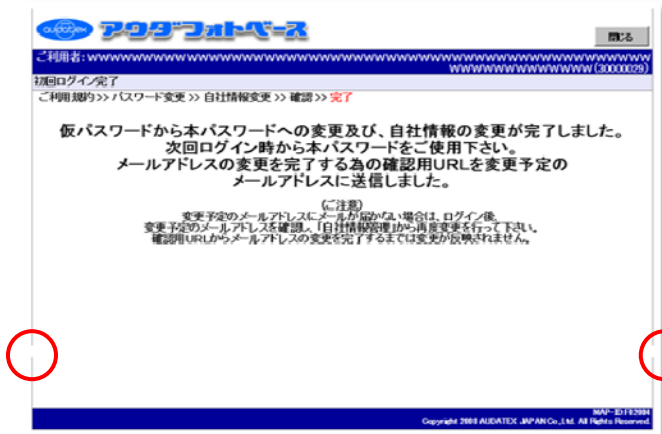 audatex アウダフォトベース
閉じる
ご利用者:WWWWWWWWWWWWWWWWWWWWWWWWWWWWWWWWWWWWWWWWWWWWWWWWWW
WWWWWWWWWWWWWW(30000029)
初回ログイン完了
ご利用規約>> パスワード変更>> 自社情報変更>> 確認>> 完了
仮パスワードから本パスワードへの変更及び、自社情報の変更が完了しました。
次回ログイン時から本パスワードをご使用下さい。
メールアドレスの変更を完了する為の確認用URLを変更予定の
メールアドレスに送信しました。
(ご注意)
変更予定のメールアドレスにメールが届かない場合は、ログイン後、
変更予定のメールアドレスを確認し、「自社情報管理」から再度変更を行って下さい。
確認用URLからメールアドレスの変更を完了するまでは変更が反映されません。
MAP-ID:F02004
Copyright 2008 AUDATEX JAPAN Co.,Ltd. All Rights Reserved.